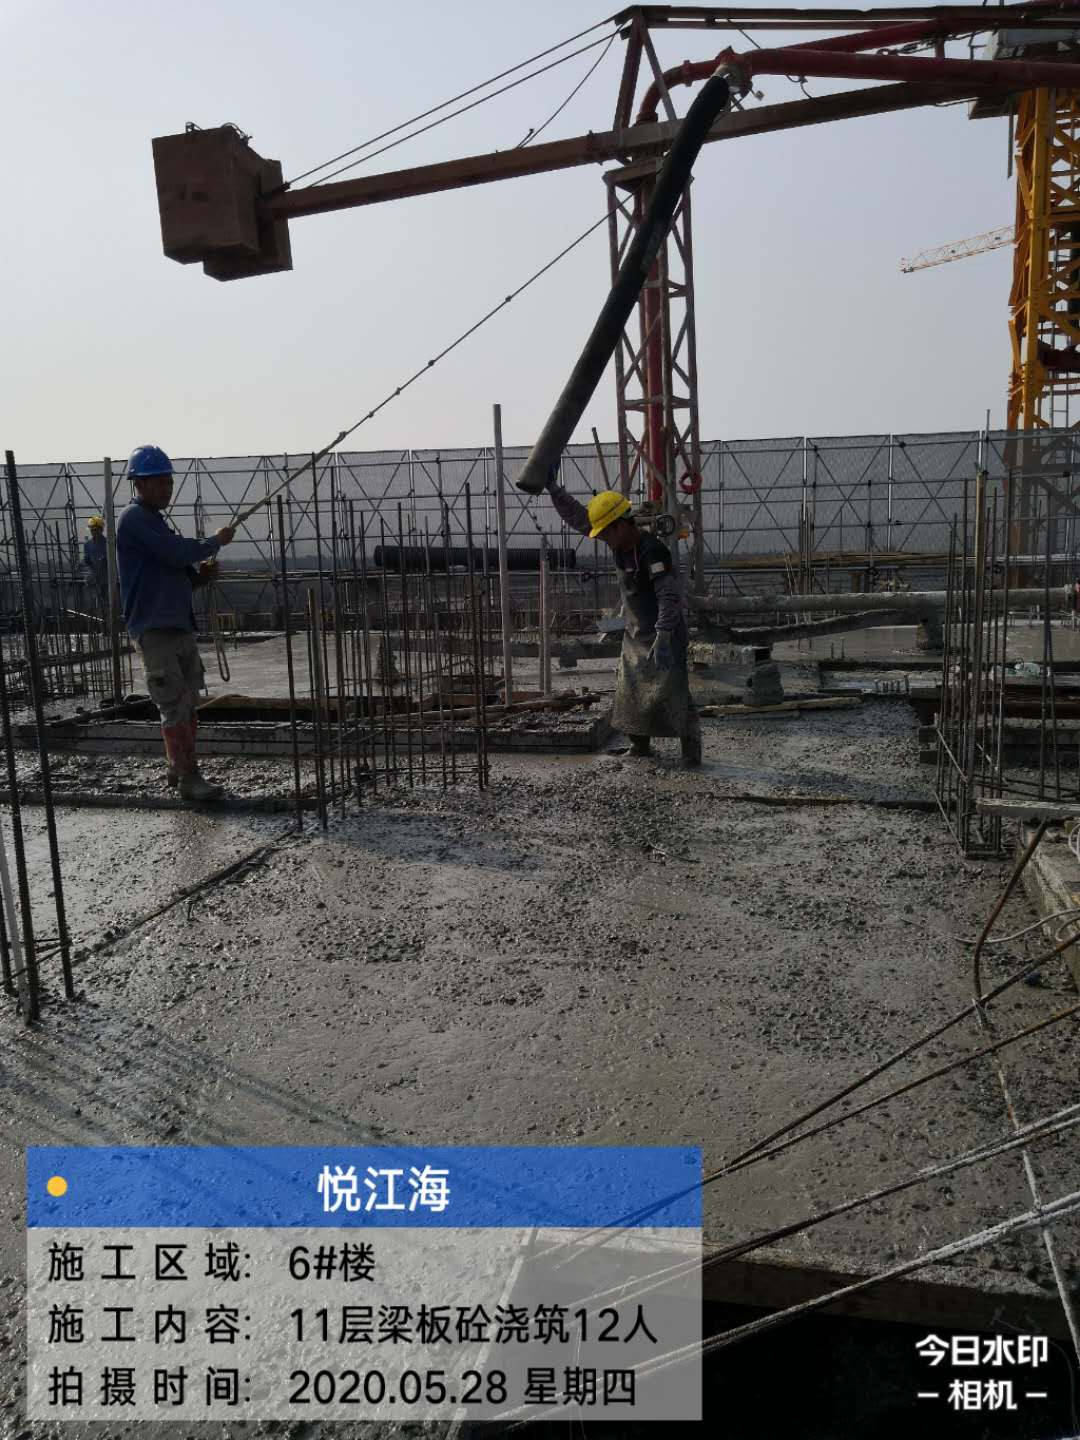 悦江海
施工区域: 6#楼
施工内容: 11层梁板砼浇筑12人
拍摄时间: 2020.05.28 星期四
今日水印
-相机-